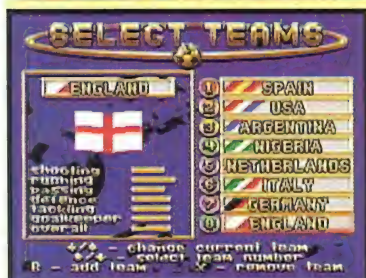 SELECT TEAMS
ENGLAND
shooting
running
passing
defence
tackling
goalkeeper
overall
1 SPAIN
2 USA
3 ARGENTINA
4 NIGERIA
5 NETHERLANDS
6 ITALY
7 GERMANY
8 ENGLAND
- change current team
- select team number
B - add team X - remove team